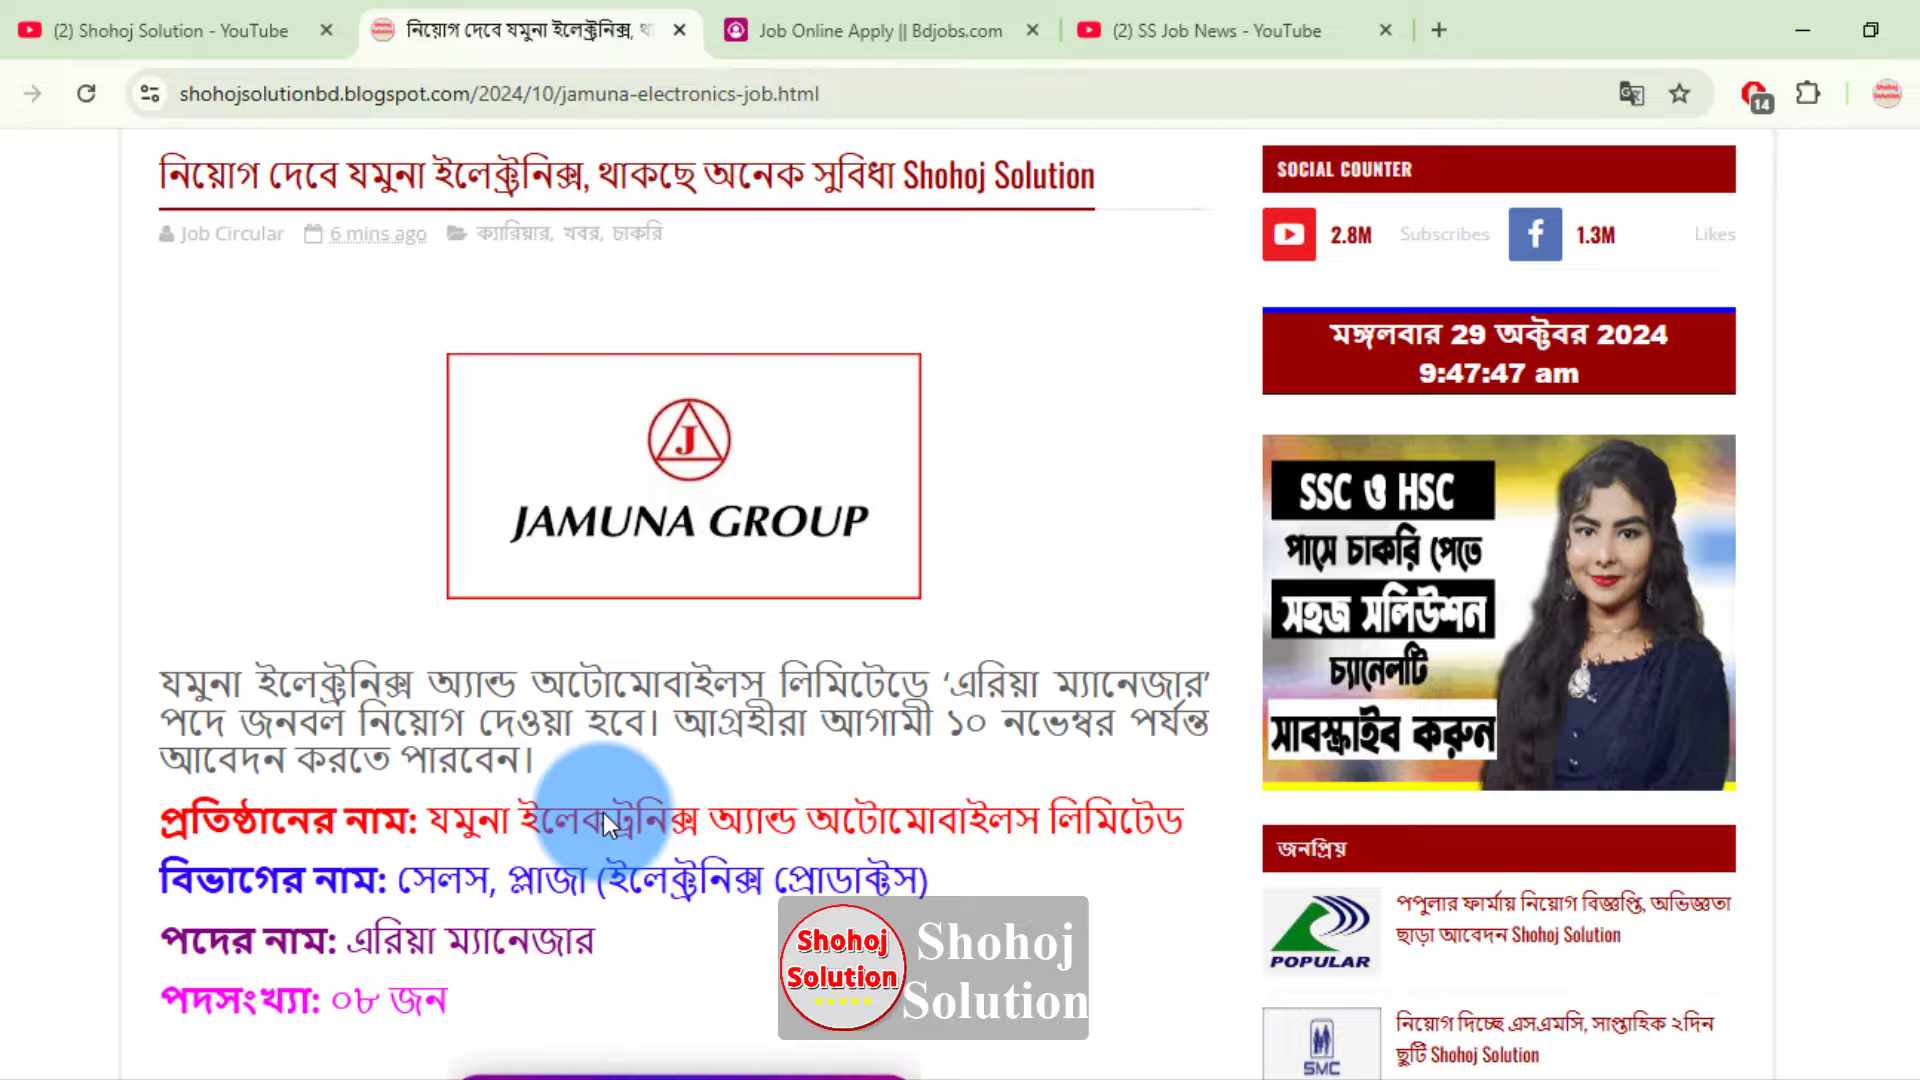 (2) Shohoj Solution - YouTube
নিয়োগ দেবে যমুনা ইলেক্ট্রনিক্স, থা
Job Online Apply || Bdjobs.com
(2) SS Job News - YouTube
shohojsolutionbd.blogspot.com/2024/10/jamuna-electronics-job.html
14
নিয়োগ দেবে যমুনা ইলেক্ট্রনিক্স, থাকছে অনেক সুবিধা Shohoj Solution
Job Circular 6 mins ago ক্যারিয়ার, খবর, চাকরি
J
JAMUNA GROUP
যমুনা ইলেক্ট্রনিক্স অ্যান্ড অটোমোবাইলস লিমিটেডে ‘এরিয়া ম্যানেজার’
পদে জনবল নিয়োগ দেওয়া হবে। আগ্রহীরা আগামী ১০ নভেম্বর পর্যন্ত
আবেদন করতে পারবেন।
প্রতিষ্ঠানের নাম: যমুনা ইলেকট্রনিক্স অ্যান্ড অটোমোবাইলস লিমিটেড
বিভাগের নাম: সেলস, প্লাজা (ইলেক্ট্রনিক্স প্রোডাক্টস)
পদের নাম: এরিয়া ম্যানেজার
পদসংখ্যা: ০৮ জন
Shohoj
Solution
Shohoj
Solution
SOCIAL COUNTER
2.8M Subscribes 1.3M Likes
মঙ্গলবার 29 অক্টবর 2024
9:47:47 am
SSC ও HSC
পাসে চাকরি পেতে
সহজ সলিউশন
চ্যানেলটি
সাবস্ক্রাইব করুন
জনপ্রিয়
POPULAR
পপুলার ফার্মায় নিয়োগ বিজ্ঞপ্তি, অভিজ্ঞতা
ছাড়া আবেদন Shohoj Solution
SMC
নিয়োগ দিচ্ছে এসএমসি, সাপ্তাহিক ২দিন
ছুটি Shohoj Solution